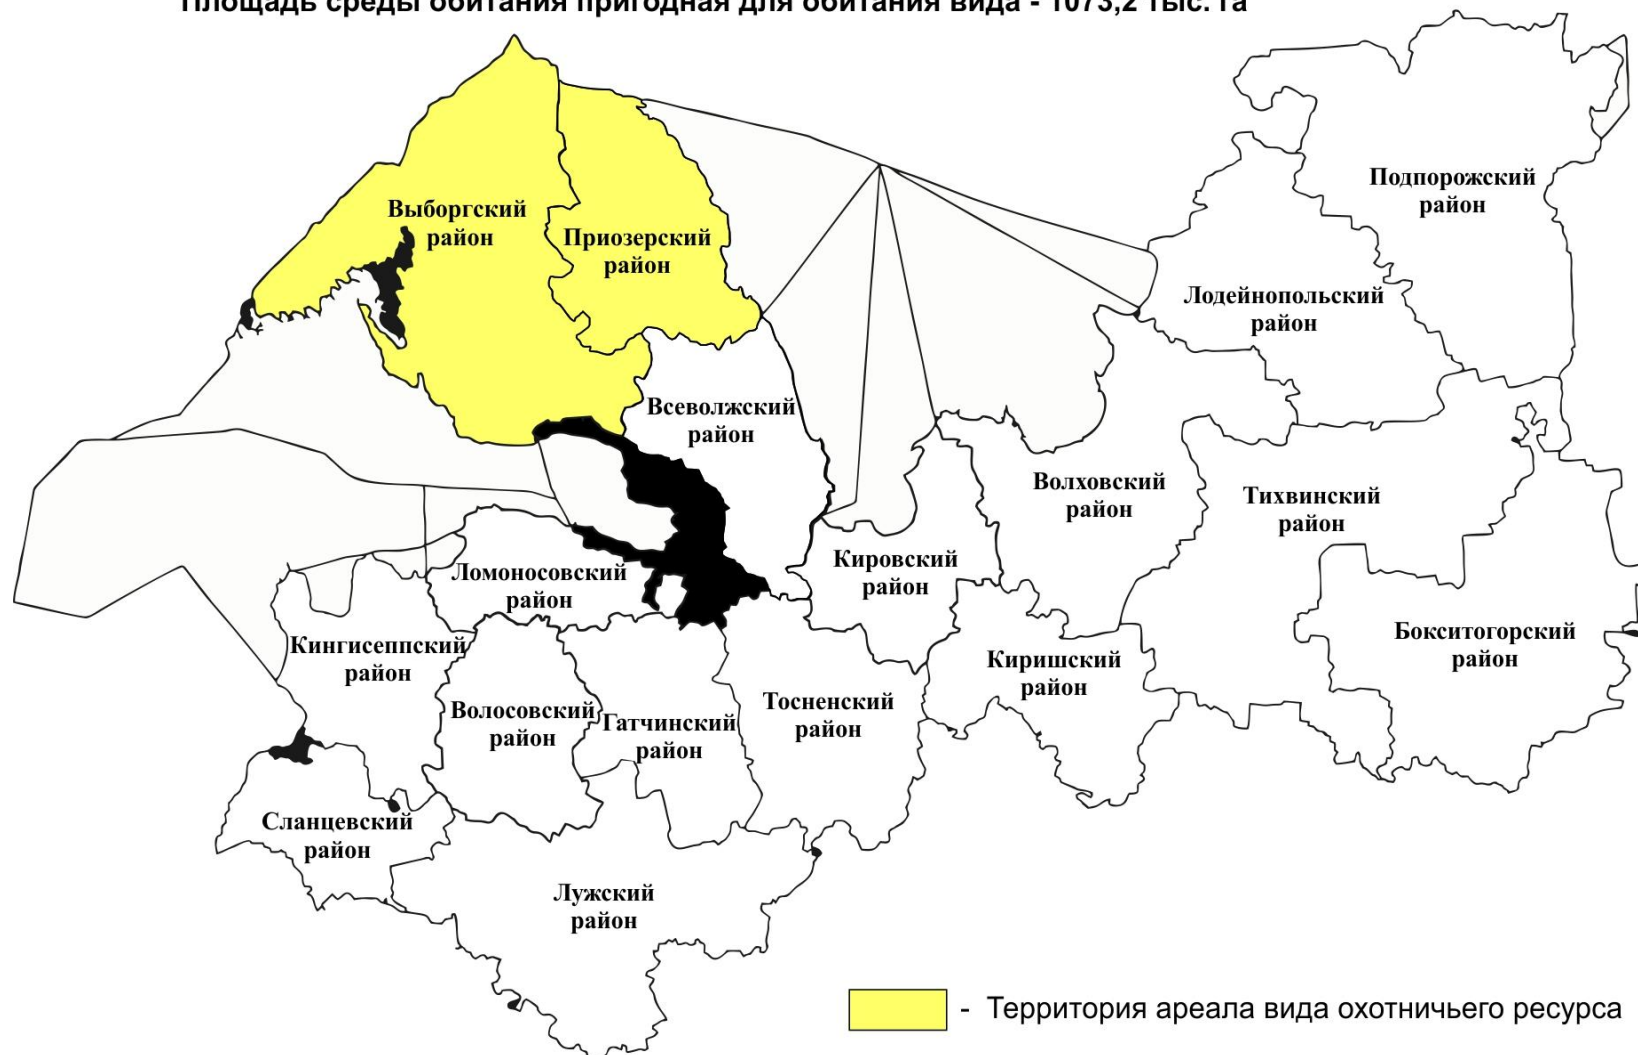 Площадь среды обитания пригодная для обитания вида - 1073,2 тыс. га
Подпорожский
район
Выборгский
район
Приозерский
район
Лодейнопольский
район
Всеволжский
район
Волховский
район
Тихвинский
район
Кировский
район
Ломоносовский
район
Кингисеппский
район
Киришский
район
Бокситогорский
район
Волосовский
район
Гатчинский
район
Тосненский
район
Сланцевский
район
Лужский
район
- Территория ареала вида охотничьего ресурса